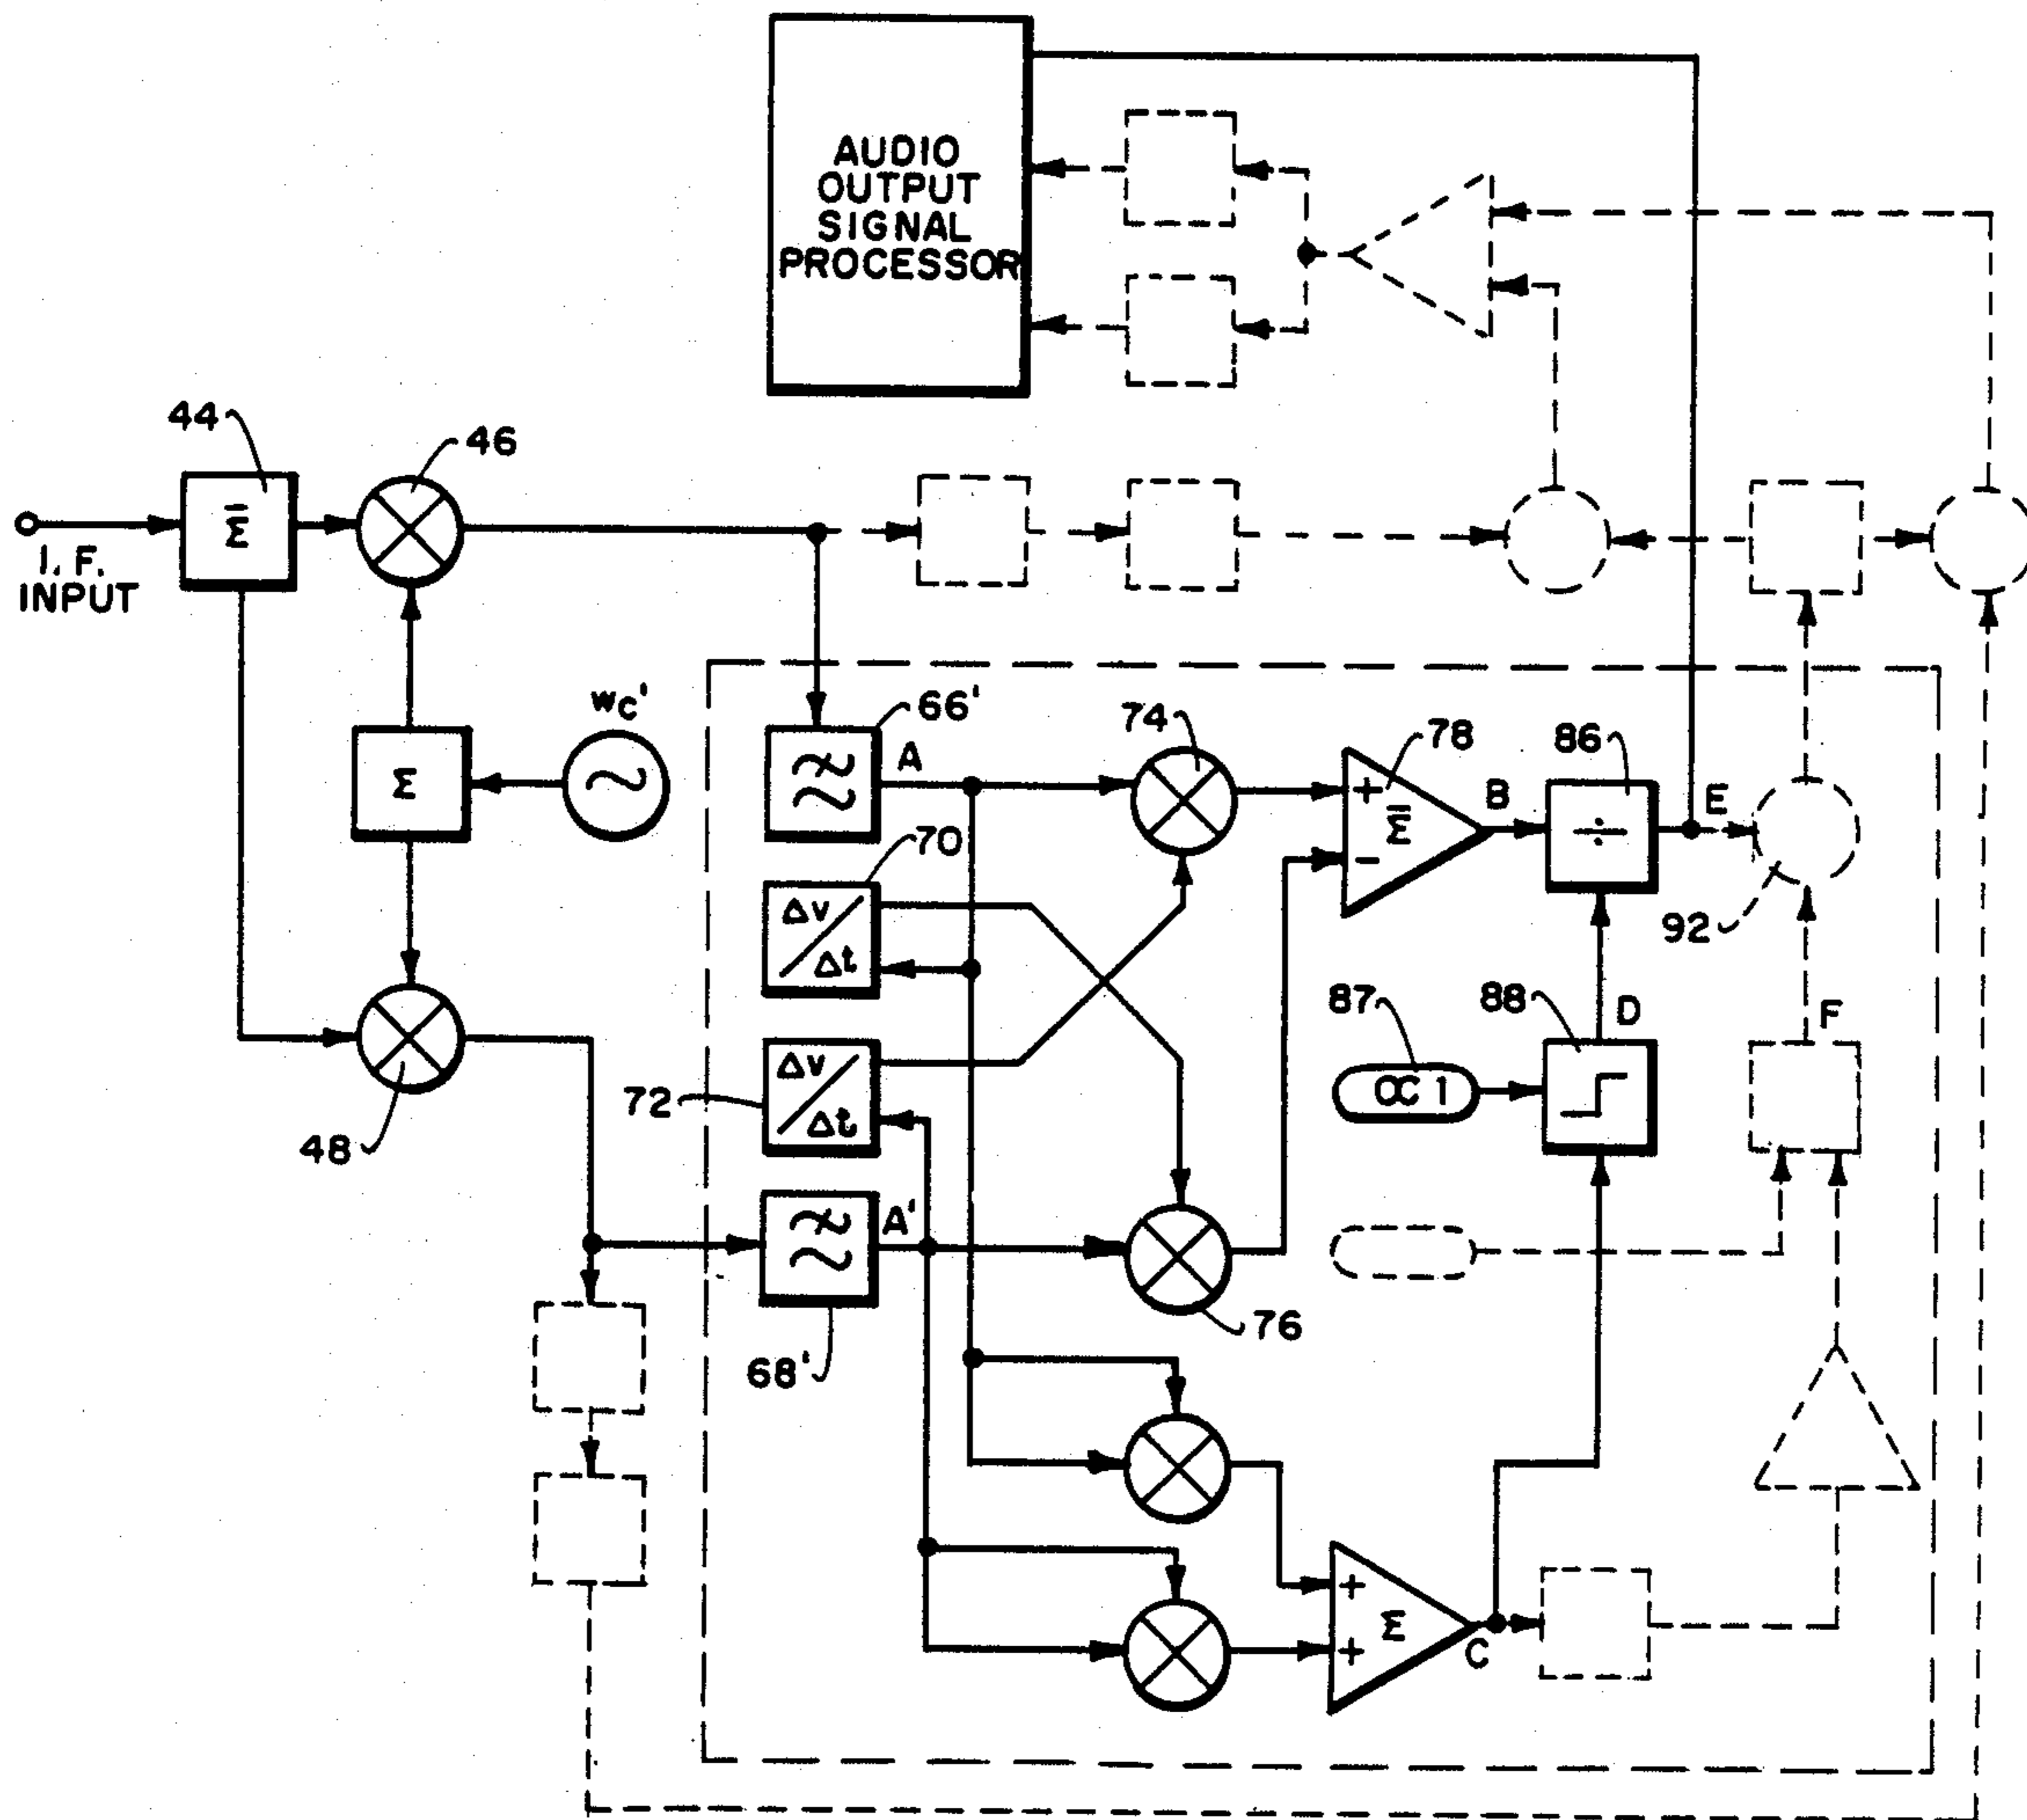 AUDIO
OUTPUT
SIGNAL
PROCESSOR
44
46
Σ̄
I. F.
INPUT
wc'
Σ
66'
A
74
78
86
+
Σ̄
-
B
÷
E
70
Δv/Δt
92
87
88
D
F
α 1
72
Δv/Δt
48
A'
68'
76
+
Σ
+
C